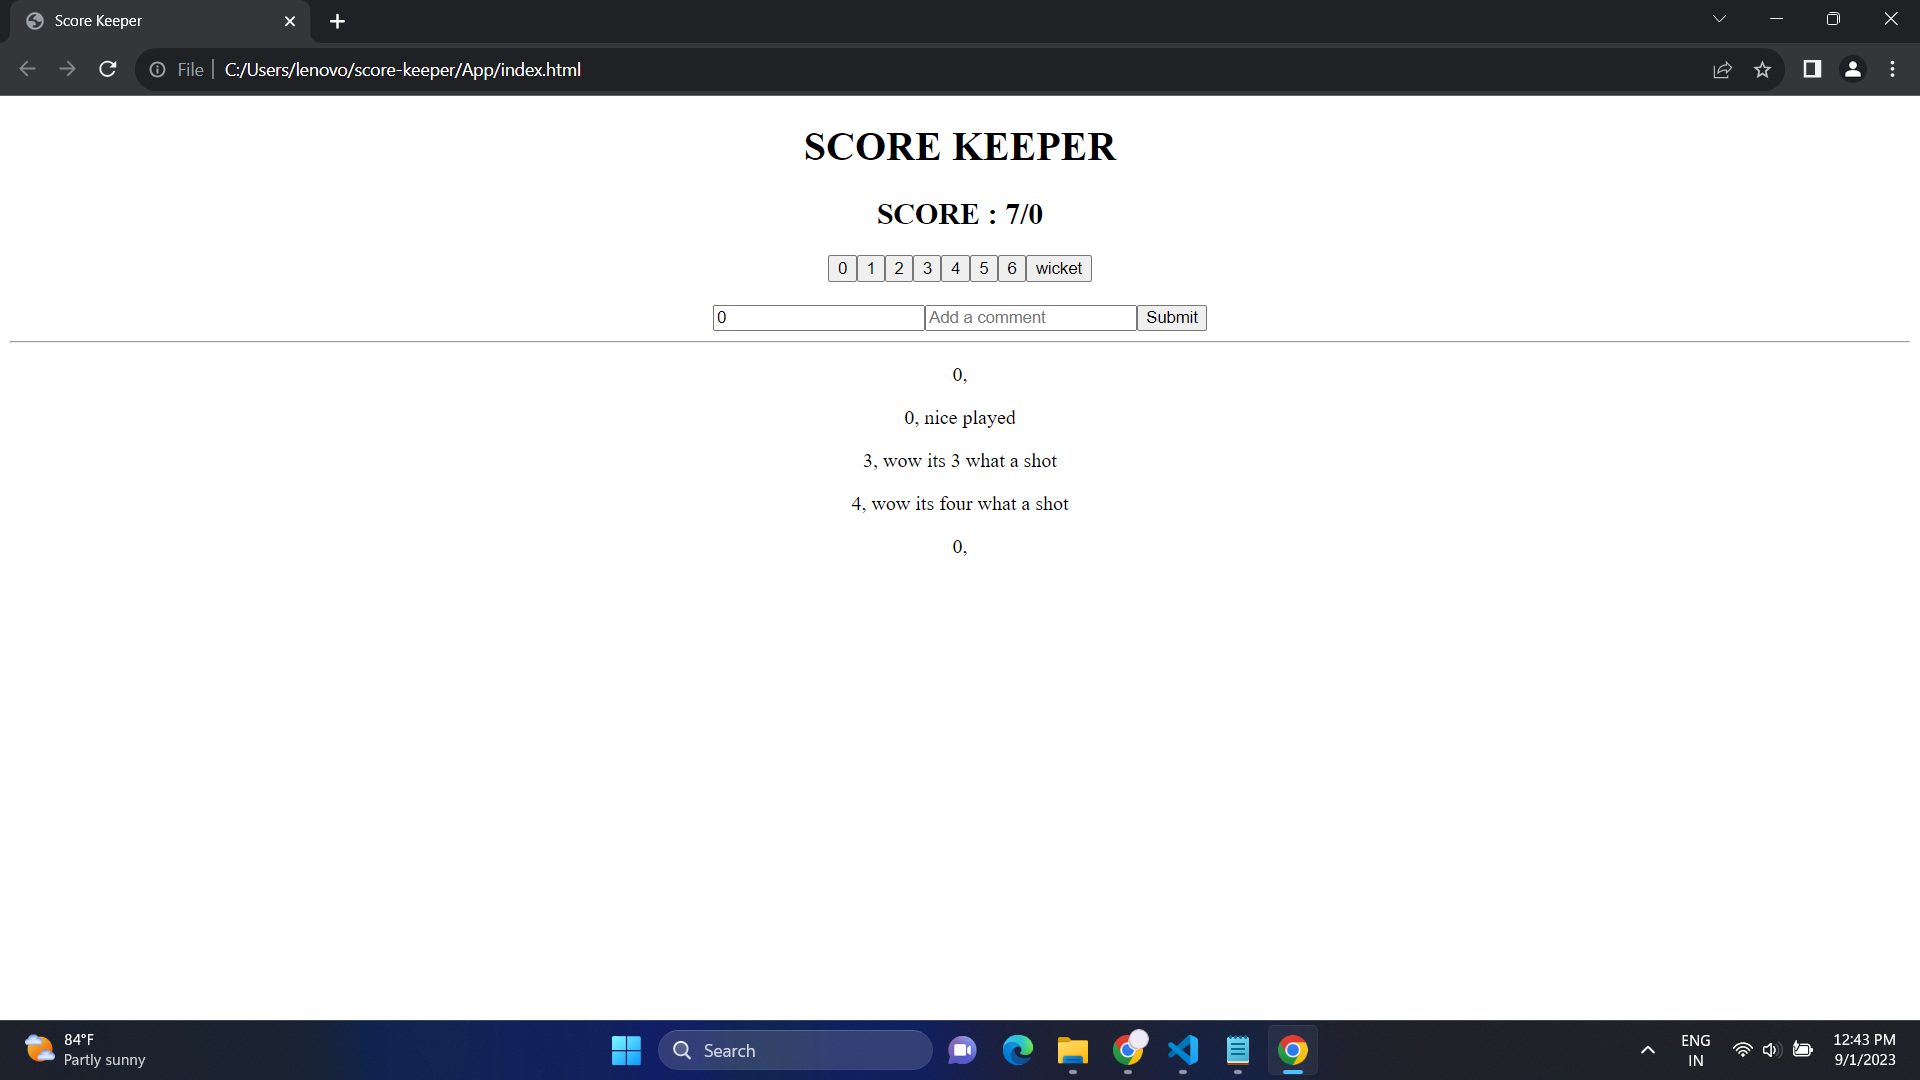 Score Keeper
File | C:/Users/lenovo/score-keeper/App/index.html
SCORE KEEPER
SCORE : 7/0
0 1 2 3 4 5 6 wicket
0 Add a comment Submit
0,
0, nice played
3, wow its 3 what a shot
4, wow its four what a shot
0,
84°F
Partly sunny
Search
ENG
IN
12:43 PM
9/1/2023